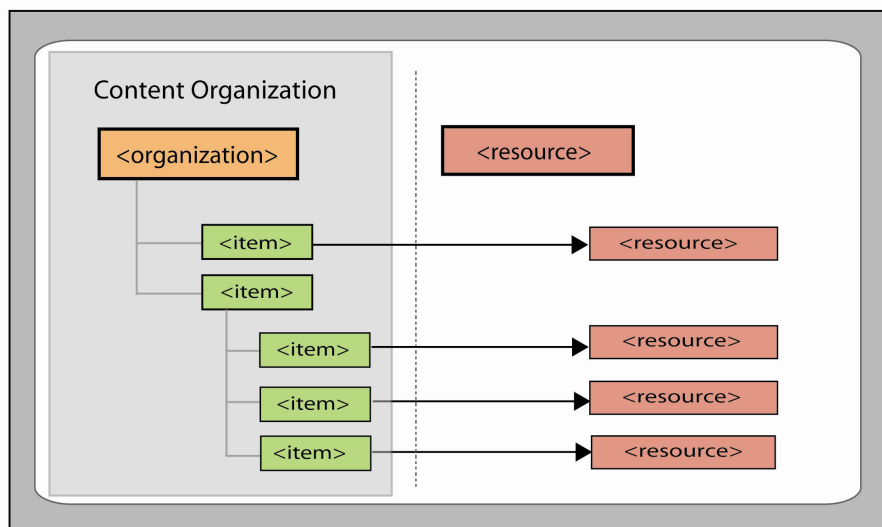 Content Organization
<organization>
<resource>
<item>
<resource>
<item>
<item>
<resource>
<item>
<resource>
<item>
<resource>